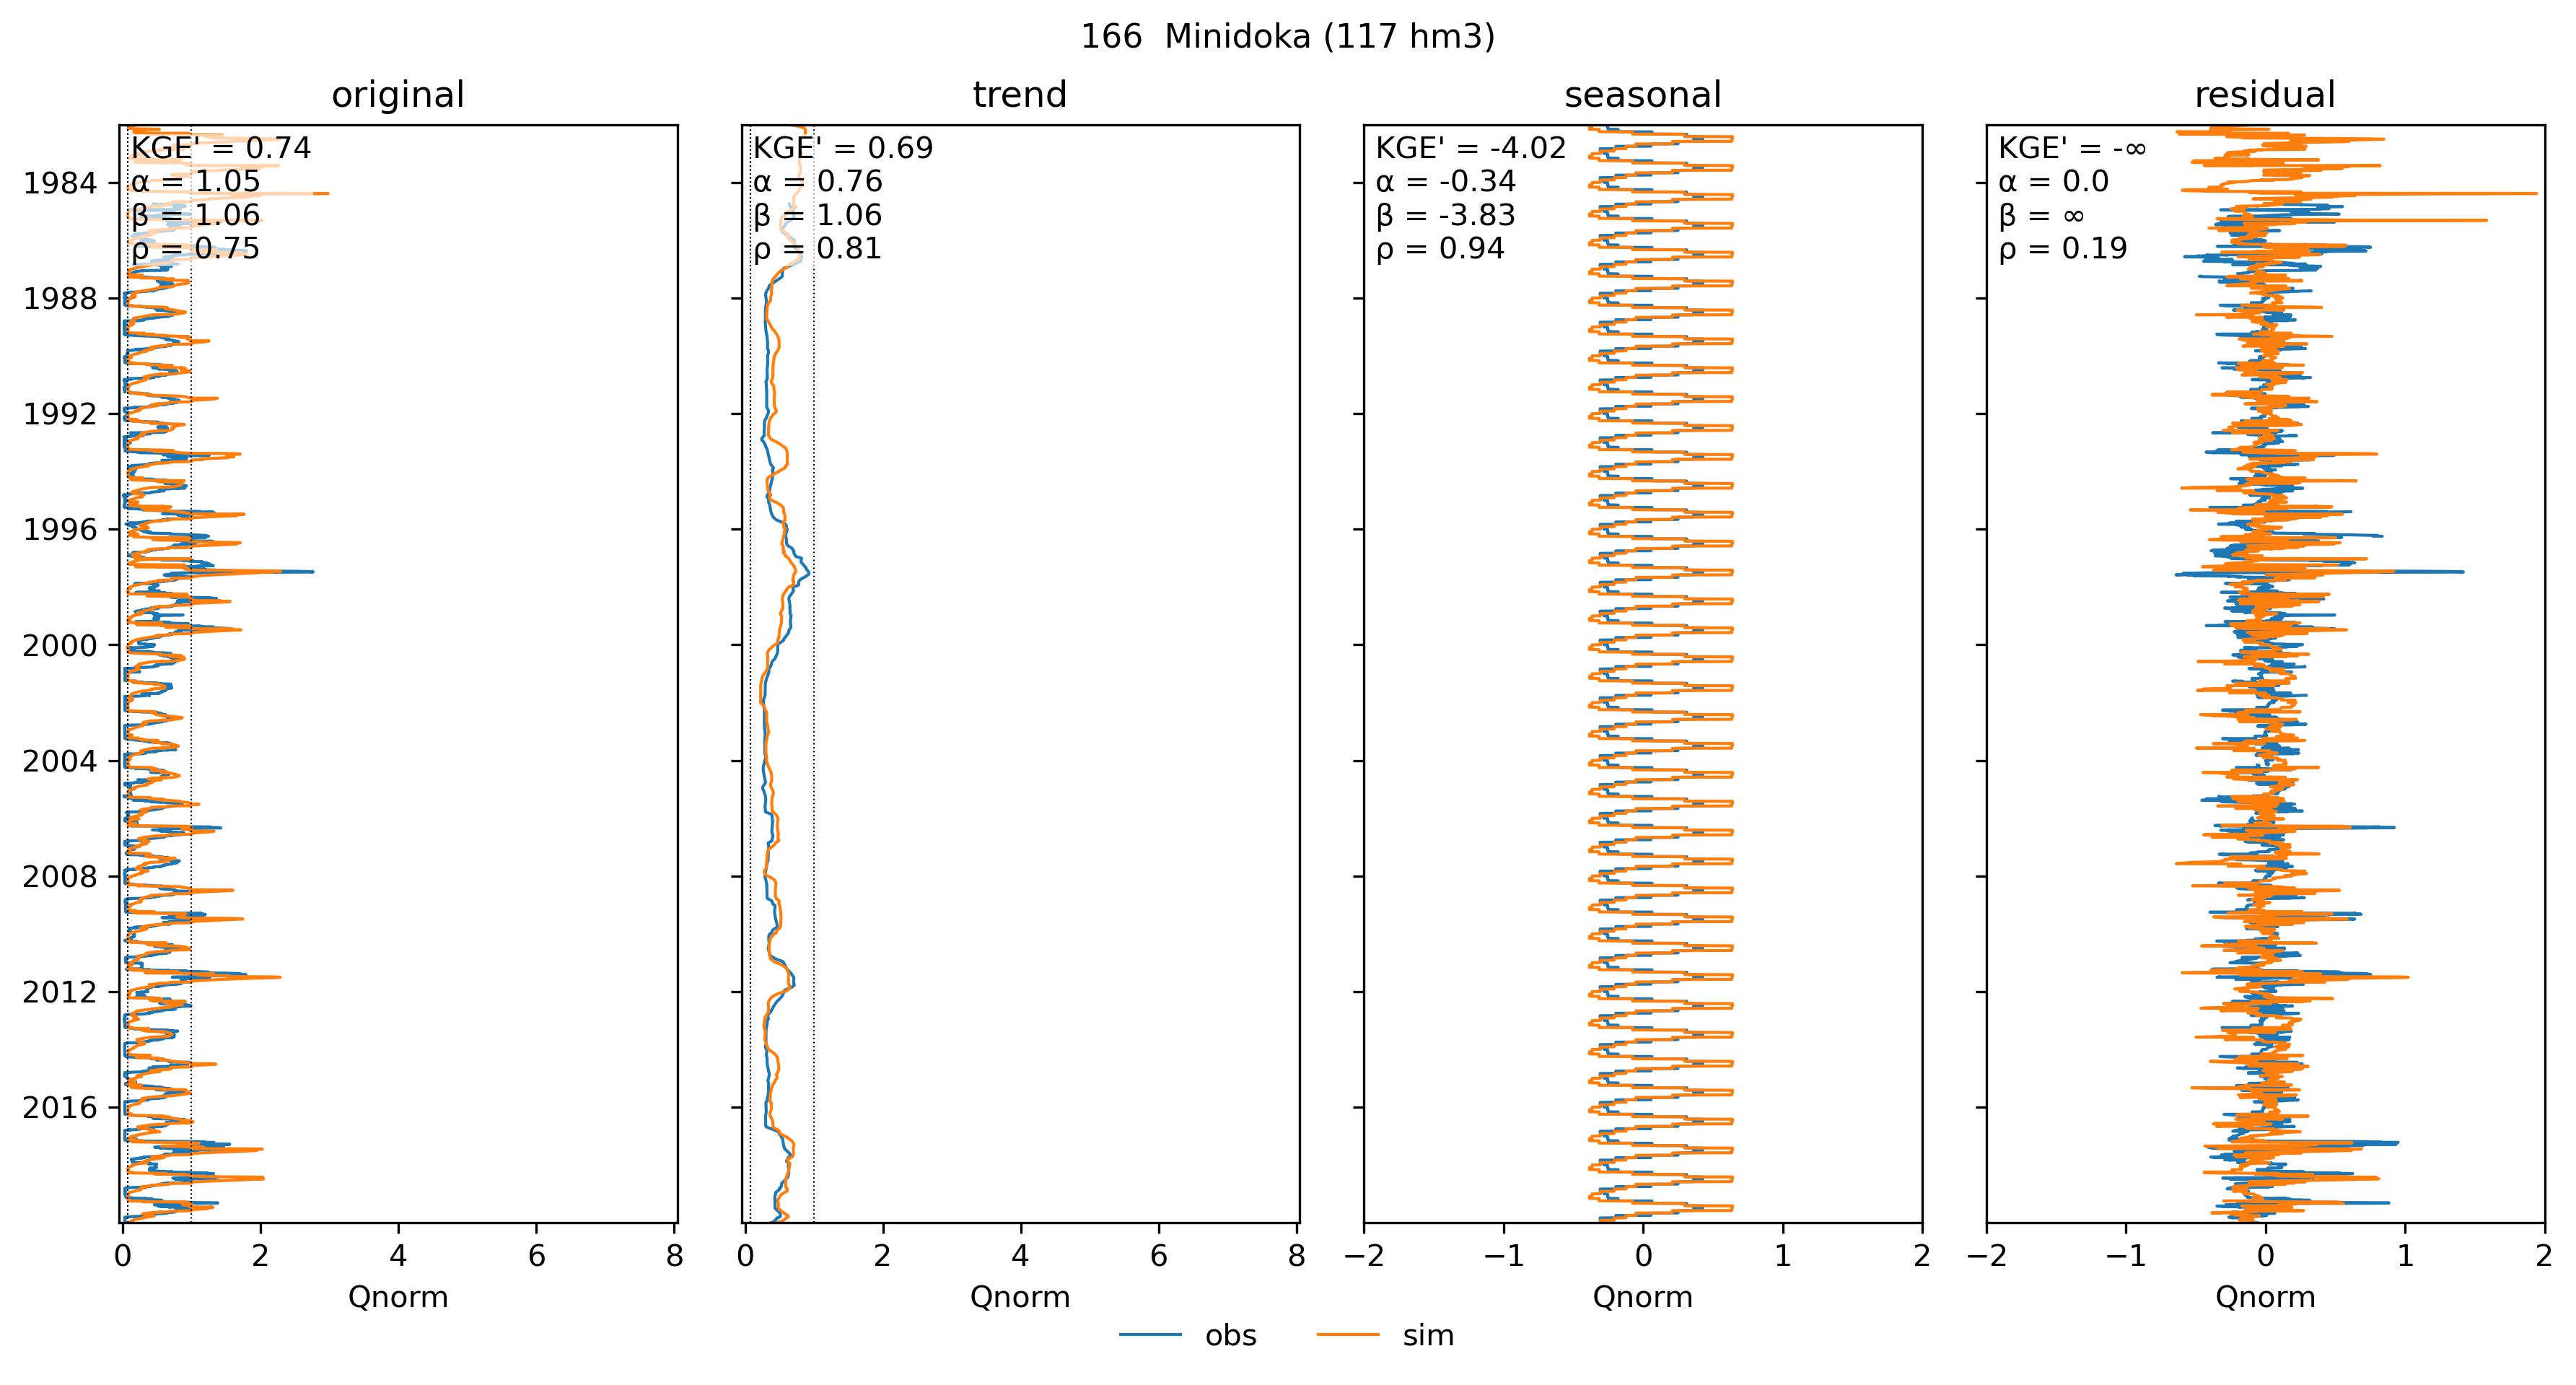 166  Minidoka (117 hm3)
original
trend
seasonal
residual
KGE' = 0.74
α = 1.05
β = 1.06
ρ = 0.75
KGE' = 0.69
α = 0.76
β = 1.06
ρ = 0.81
KGE' = -4.02
α = -0.34
β = -3.83
ρ = 0.94
KGE' = -∞
α = 0.0
β = ∞
ρ = 0.19
1984
1988
1992
1996
2000
2004
2008
2012
2016
0 2 4 6 8
0 2 4 6 8
−2 −1 0 1 2
−2 −1 0 1 2
Qnorm
Qnorm
Qnorm
Qnorm
obs
sim